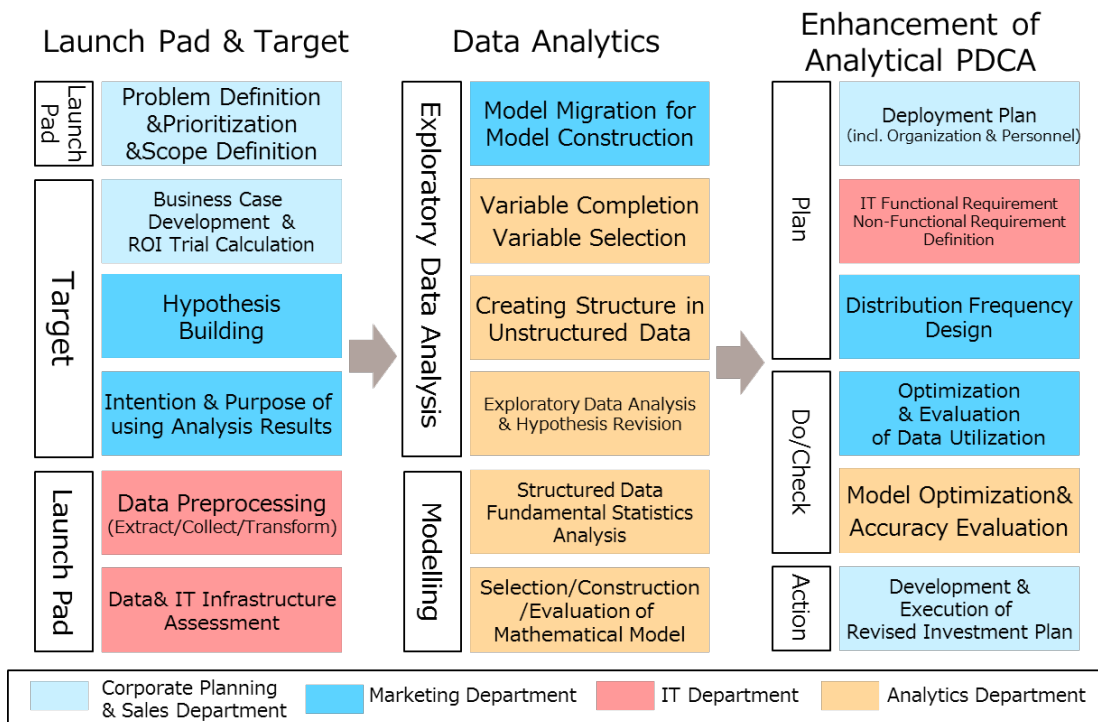 Launch Pad & Target
Launch
Pad
Problem Definition
&Prioritization
&Scope Definition
Target
Business Case
Development &
ROI Trial Calculation
Hypothesis
Building
Intention & Purpose of
using Analysis Results
Launch Pad
Data Preprocessing
(Extract/Collect/Transform)
Data& IT Infrastructure
Assessment
Data Analytics
Exploratory Data Analysis
Model Migration for
Model Construction
Variable Completion
Variable Selection
Creating Structure in
Unstructured Data
Exploratory Data Analysis
& Hypothesis Revision
Modelling
Structured Data
Fundamental Statistics
Analysis
Selection/Construction
/Evaluation of
Mathematical Model
Enhancement of
Analytical PDCA
Plan
Deployment Plan
(incl. Organization & Personnel)
IT Functional Requirement
Non-Functional Requirement
Definition
Distribution Frequency
Design
Do/Check
Optimization
& Evaluation
of Data Utilization
Model Optimization&
Accuracy Evaluation
Action
Development &
Execution of
Revised Investment Plan
Corporate Planning
& Sales Department
Marketing Department
IT Department
Analytics Department